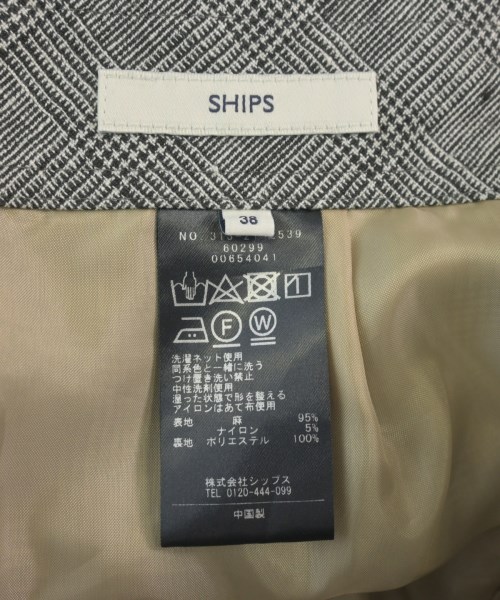 SHIPS
38
NO. 2539
60299
00654041
F W
洗濯ネット使用
同系色と一緒に洗う
つけ置き洗い禁止
中性洗剤使用
湿った状態で形を整える
アイロンはあて布使用
表地 麻 95%
ナイロン 5%
裏地 ポリエステル 100%
株式会社シップス
TEL 0120-444-099
中国製